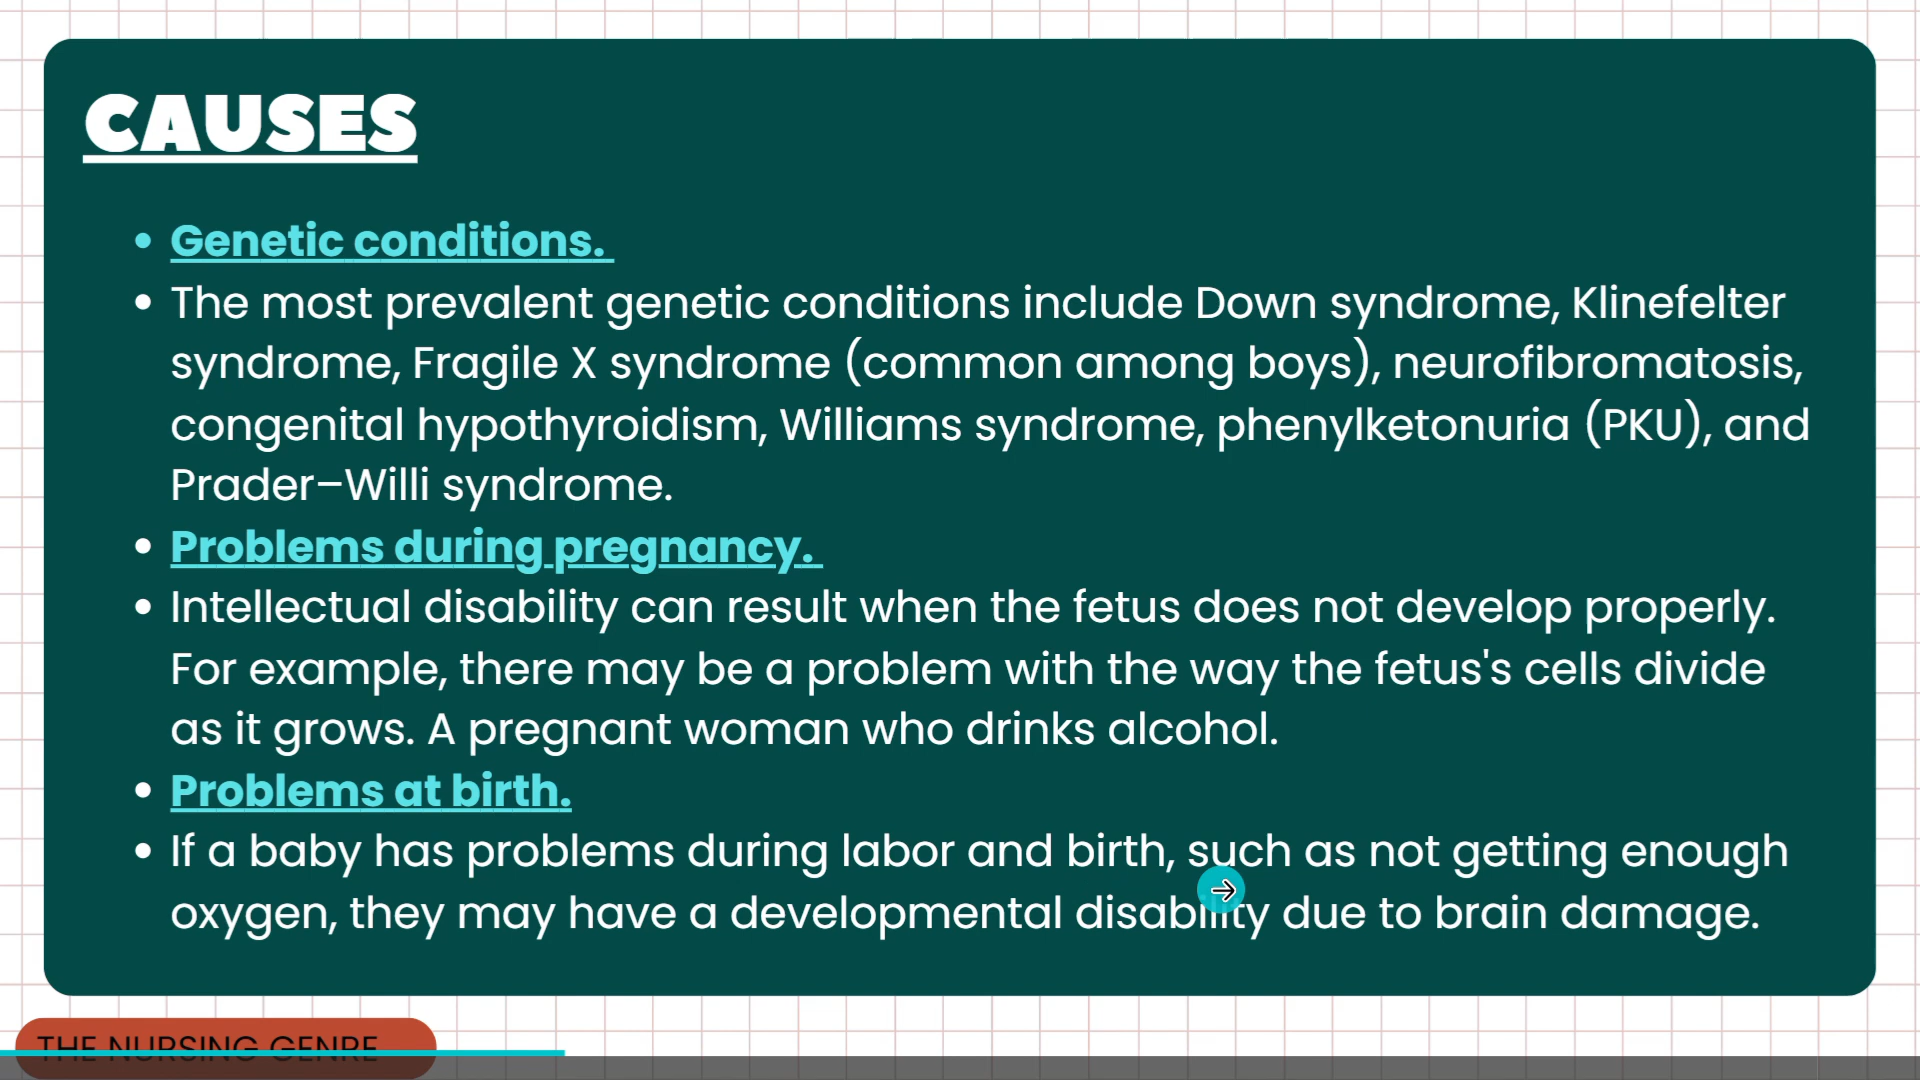 CAUSES
• Genetic conditions.
• The most prevalent genetic conditions include Down syndrome, Klinefelter
syndrome, Fragile X syndrome (common among boys), neurofibromatosis,
congenital hypothyroidism, Williams syndrome, phenylketonuria (PKU), and
Prader–Willi syndrome.
• Problems during pregnancy.
• Intellectual disability can result when the fetus does not develop properly.
For example, there may be a problem with the way the fetus's cells divide
as it grows. A pregnant woman who drinks alcohol.
• Problems at birth.
• If a baby has problems during labor and birth, such as not getting enough
oxygen, they may have a developmental disability due to brain damage.
THE NURSING GENRE